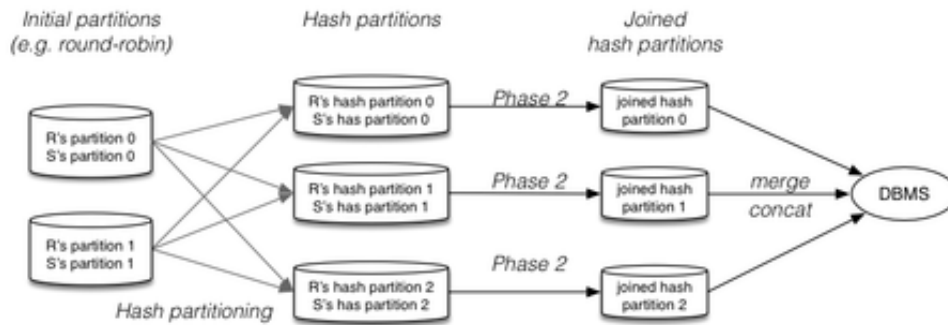 Initial partitions
(e.g. round-robin)
Hash partitions
Joined
hash partitions
R's partition 0
S's partition 0
R's partition 1
S's partition 1
Hash partitioning
R's hash partition 0
S's has partition 0
R's hash partition 1
S's has partition 1
R's hash partition 2
S's has partition 2
Phase 2
Phase 2
Phase 2
joined hash
partition 0
joined hash
partition 1
joined hash
partition 2
merge
concat
DBMS